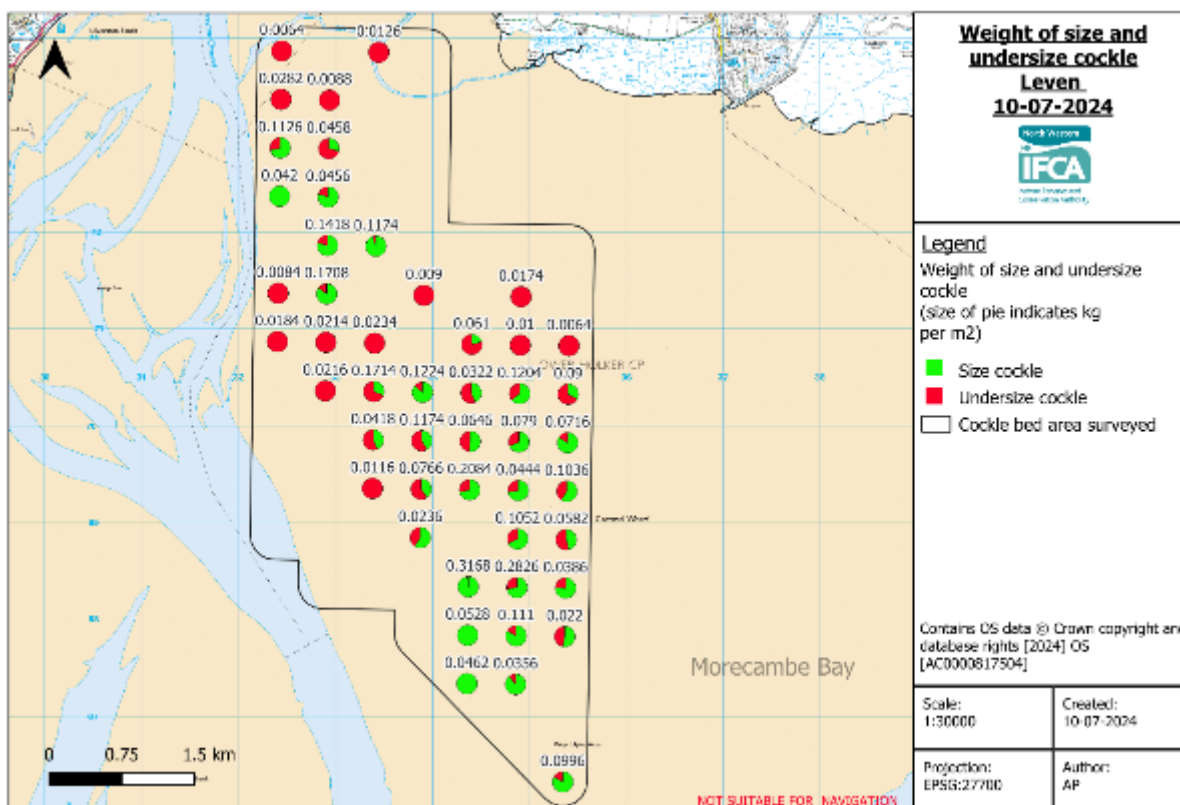 0.0064 0.0126
0.0282 0.0088
0.1126 0.0458
0.042 0.0456
0.1418 0.1174
0.0084 0.1708 0.009 0.0174
0.0184 0.0214 0.0234 0.061 0.01 0.0064
OWER HOLKER CP
0.0216 0.1714 0.1224 0.0322 0.1204 0.09
0.0418 0.1174 0.0646 0.079 0.0716
0.0116 0.0766 0.2084 0.0444 0.1036
0.0236 0.1052 0.0582
0.3168 0.2826 0.0386
0.0528 0.111 0.022
0.0462 0.0356
Morecambe Bay
0.0996
0 0.75 1.5 km
NOT SUITABLE FOR NAVIGATION
Weight of size and
undersize cockle
Leven
10-07-2024
North Western
IFCA
Legend
Weight of size and undersize
cockle
(size of pie indicates kg
per m2)
Size cockle
Undersize cockle
Cockle bed area surveyed
Contains OS data © Crown copyright and
database rights [2024] OS
[AC0000817504]
Scale:
1:30000
Created:
10-07-2024
Projection:
EPSG:27700
Author:
AP